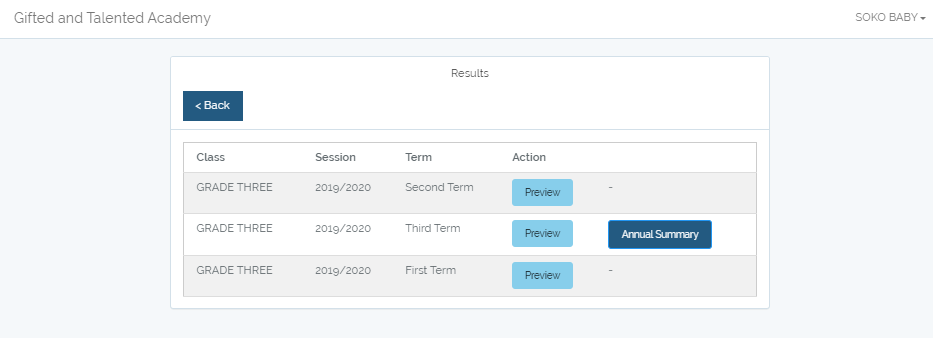 Gifted and Talented Academy SOKO BABY
Results
< Back
Class Session Term Action
GRADE THREE 2019/2020 Second Term Preview -
GRADE THREE 2019/2020 Third Term Preview Annual Summary
GRADE THREE 2019/2020 First Term Preview -